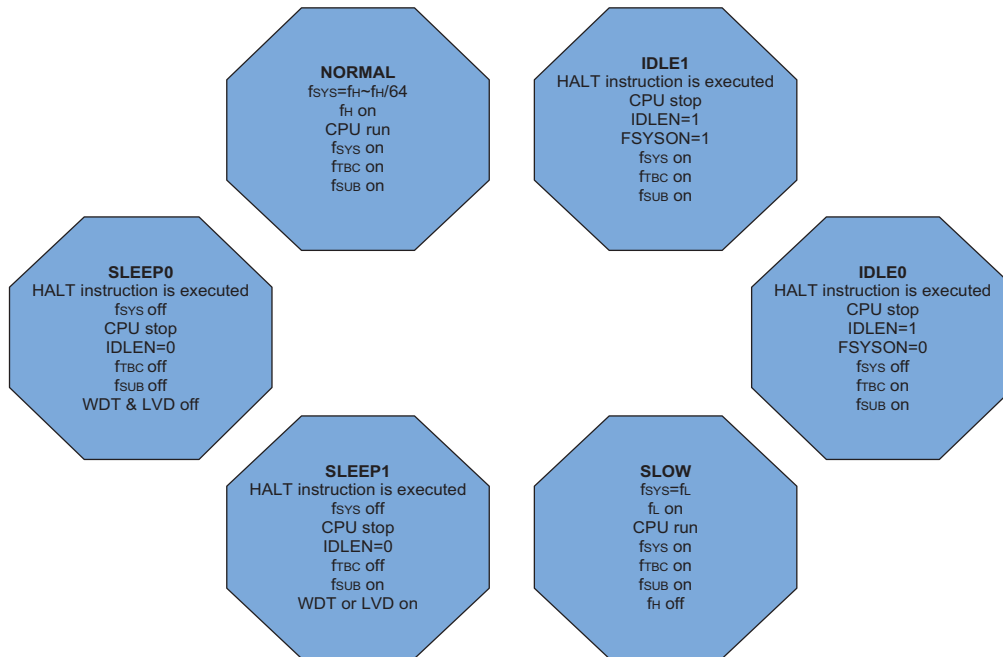 NORMAL
fSYS=fH~fH/64
fH on
CPU run
fSYS on
fTBC on
fSUB on
IDLE1
HALT instruction is executed
CPU stop
IDLEN=1
FSYSON=1
fSYS on
fTBC on
fSUB on
SLEEP0
HALT instruction is executed
fSYS off
CPU stop
IDLEN=0
fTBC off
fSUB off
WDT & LVD off
IDLE0
HALT instruction is executed
CPU stop
IDLEN=1
FSYSON=0
fSYS off
fTBC on
fSUB on
SLEEP1
HALT instruction is executed
fSYS off
CPU stop
IDLEN=0
fTBC off
fSUB on
WDT or LVD on
SLOW
fSYS=fL
fL on
CPU run
fSYS on
fTBC on
fSUB on
fH off